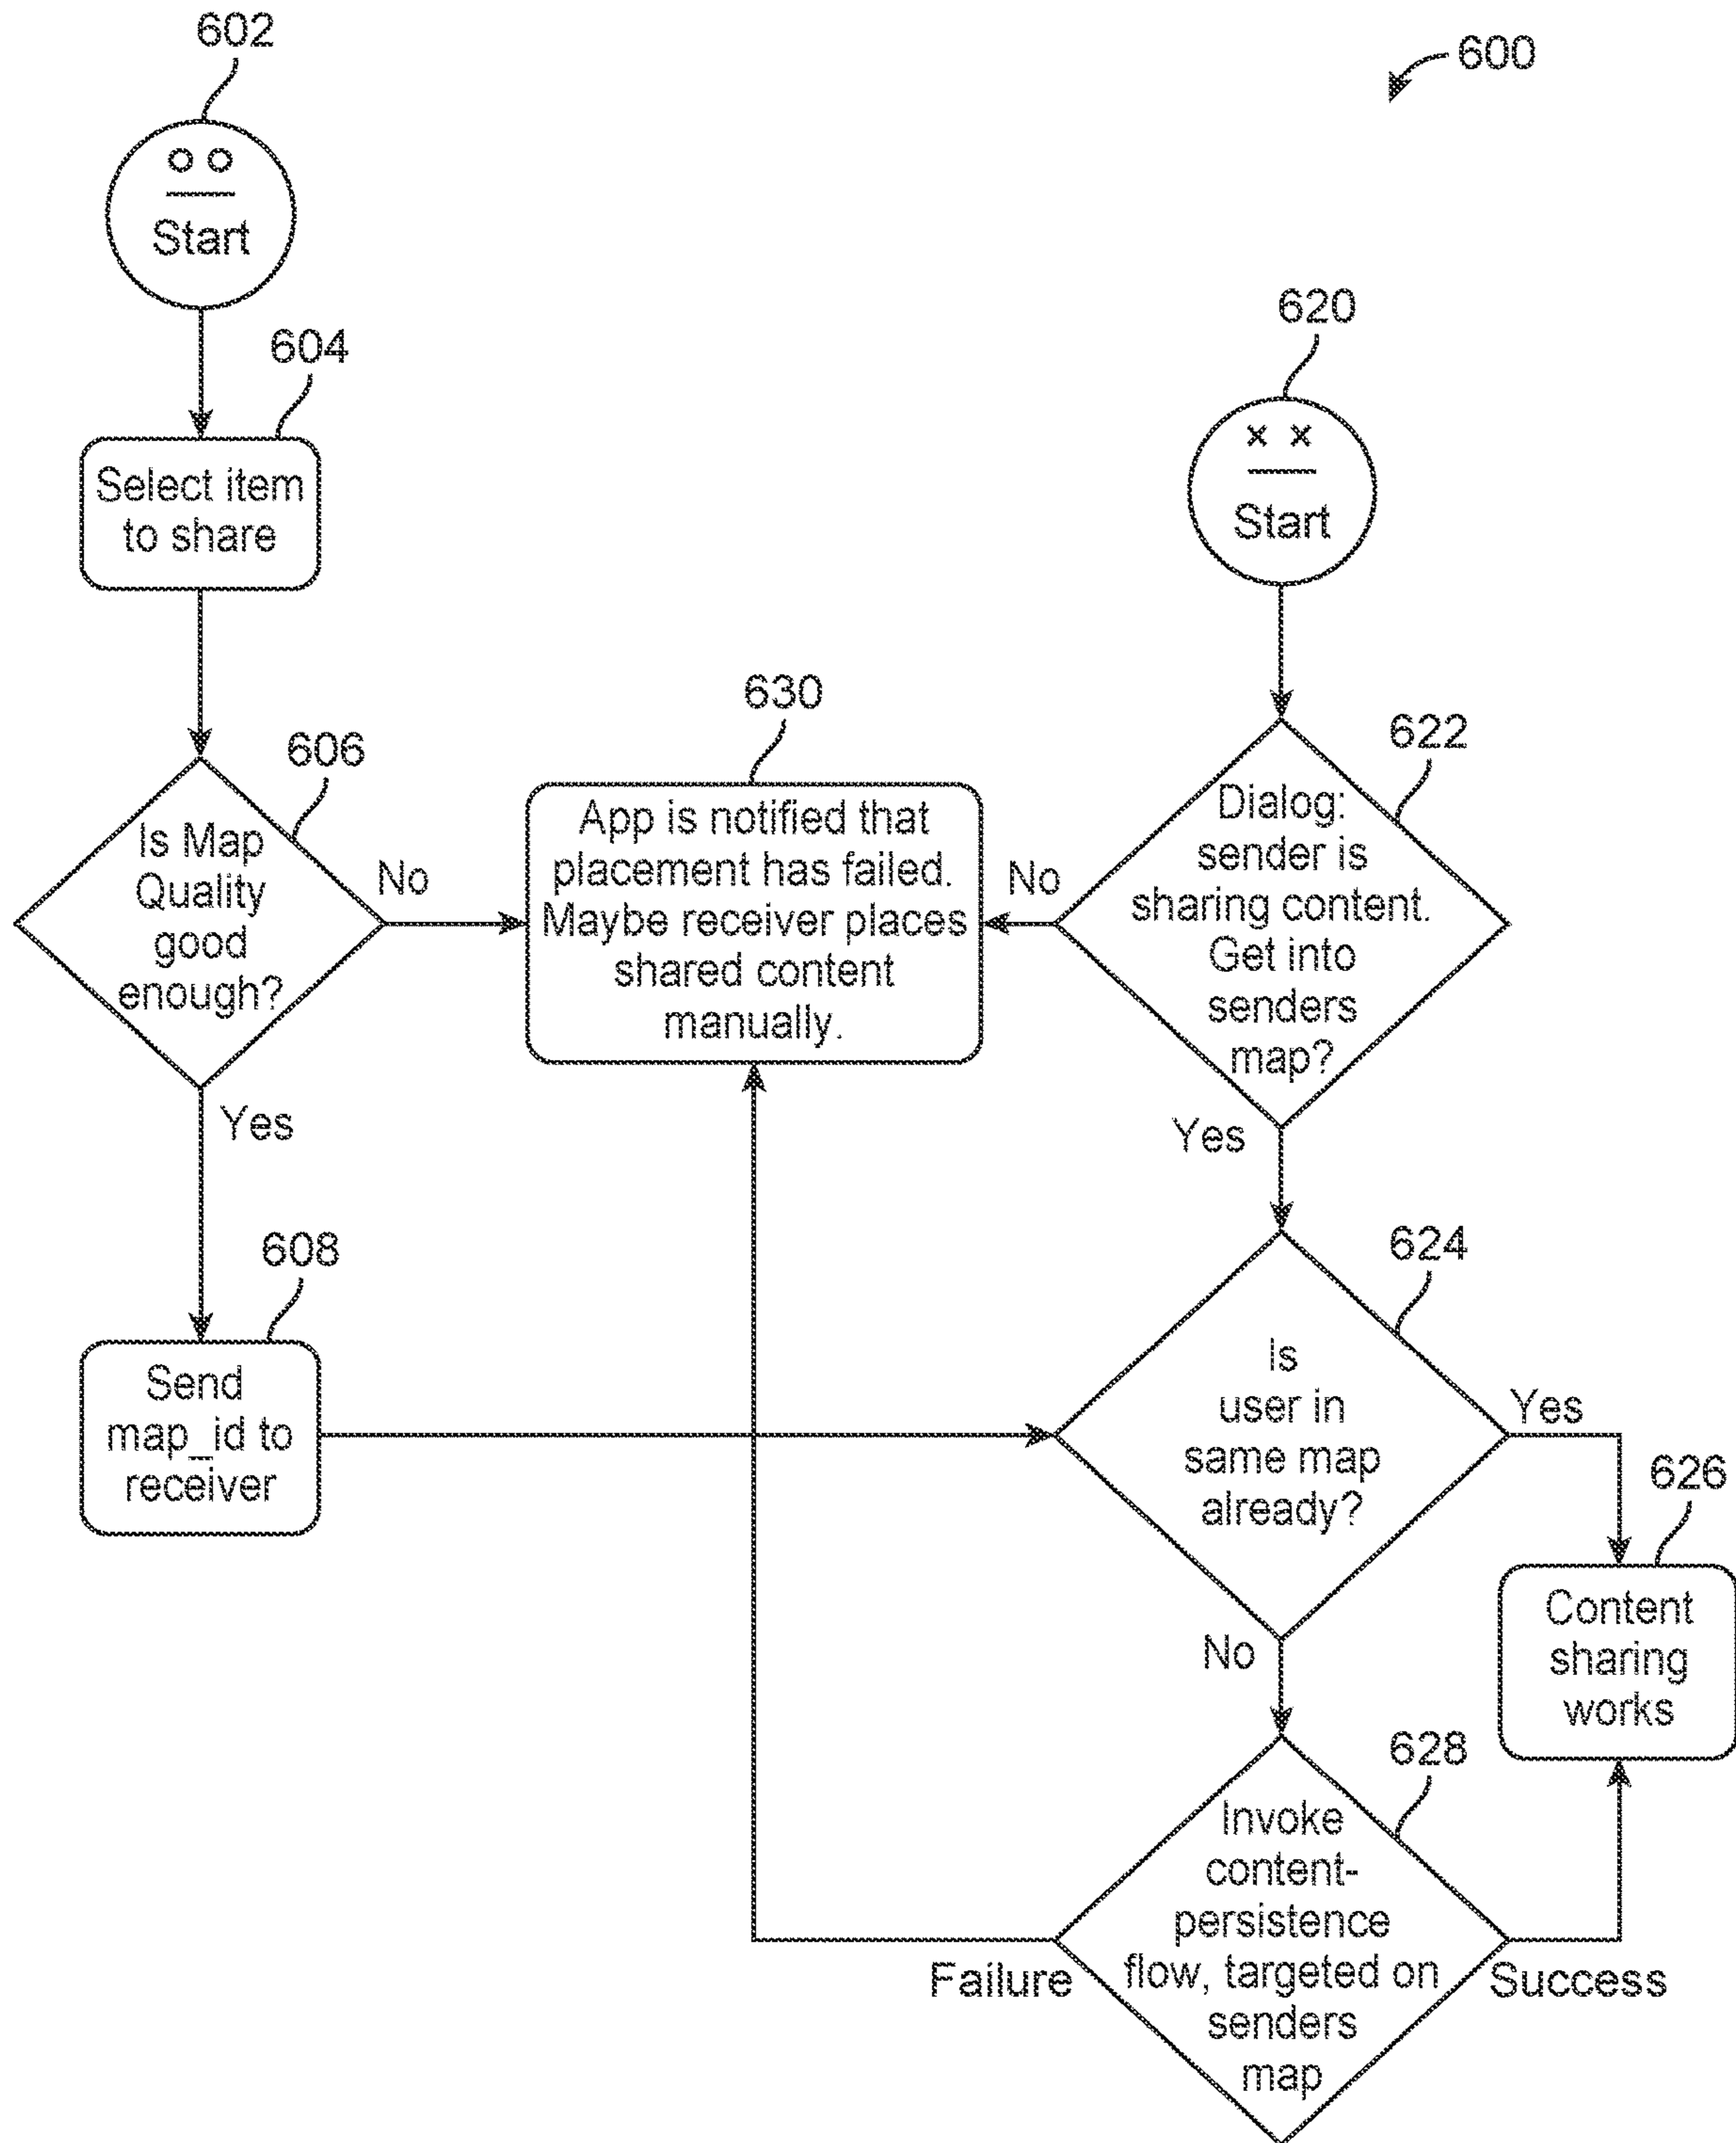 602
600
Start
604
Select item
to share
620
x x
Start
606
Is Map
Quality
good
enough?
No
Yes
630
App is notified that
placement has failed.
Maybe receiver places
shared content
manually.
622
Dialog:
sender is
sharing content.
Get into
senders
map?
No
Yes
608
Send
map_id to
receiver
624
Is
user in
same map
already?
Yes
No
626
Content
sharing
works
628
Invoke
content-
persistence
flow, targeted on
senders
map
Failure
Success